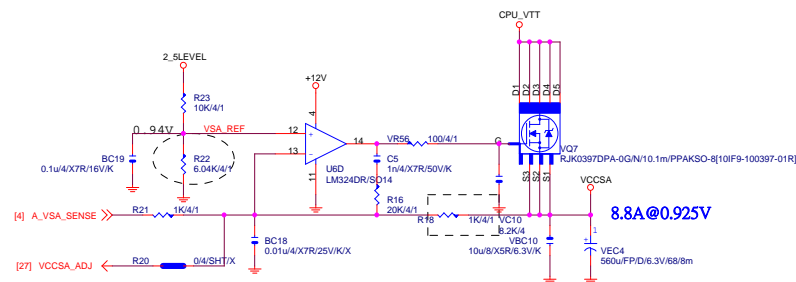 CPU_VTT
2_5LEVEL
D1
D2
D3
D4
D5
+12V
R23
10K/4/1
4
0.94V
VSA_REF
12
+
14
VR56
100/4/1
G
VQ7
RJK0397DPA-0G/N/10.1m/PPAKSO-8[10IF9-100397-01R]
BC19
0.1u/4/X7R/16V/K
R22
6.04K/4/1
13
-
U6D
LM324DR/SO14
11
C5
1n/4/X7R/50V/K
S3
S2
S1
VCCSA
R16
20K/4/1
8.8A@0.925V
[4]
A_VSA_SENSE
R21
1K/4/1
R18
1K/4/1
VC10
8.2K/4
BC18
0.01u/4/X7R/25V/K/X
VBC10
10u/8/X5R/6.3V/K
1
+
VEC4
560u/FP/D/6.3V/68/8m
[27]
VCCSA_ADJ
R20
0/4/SHT/X